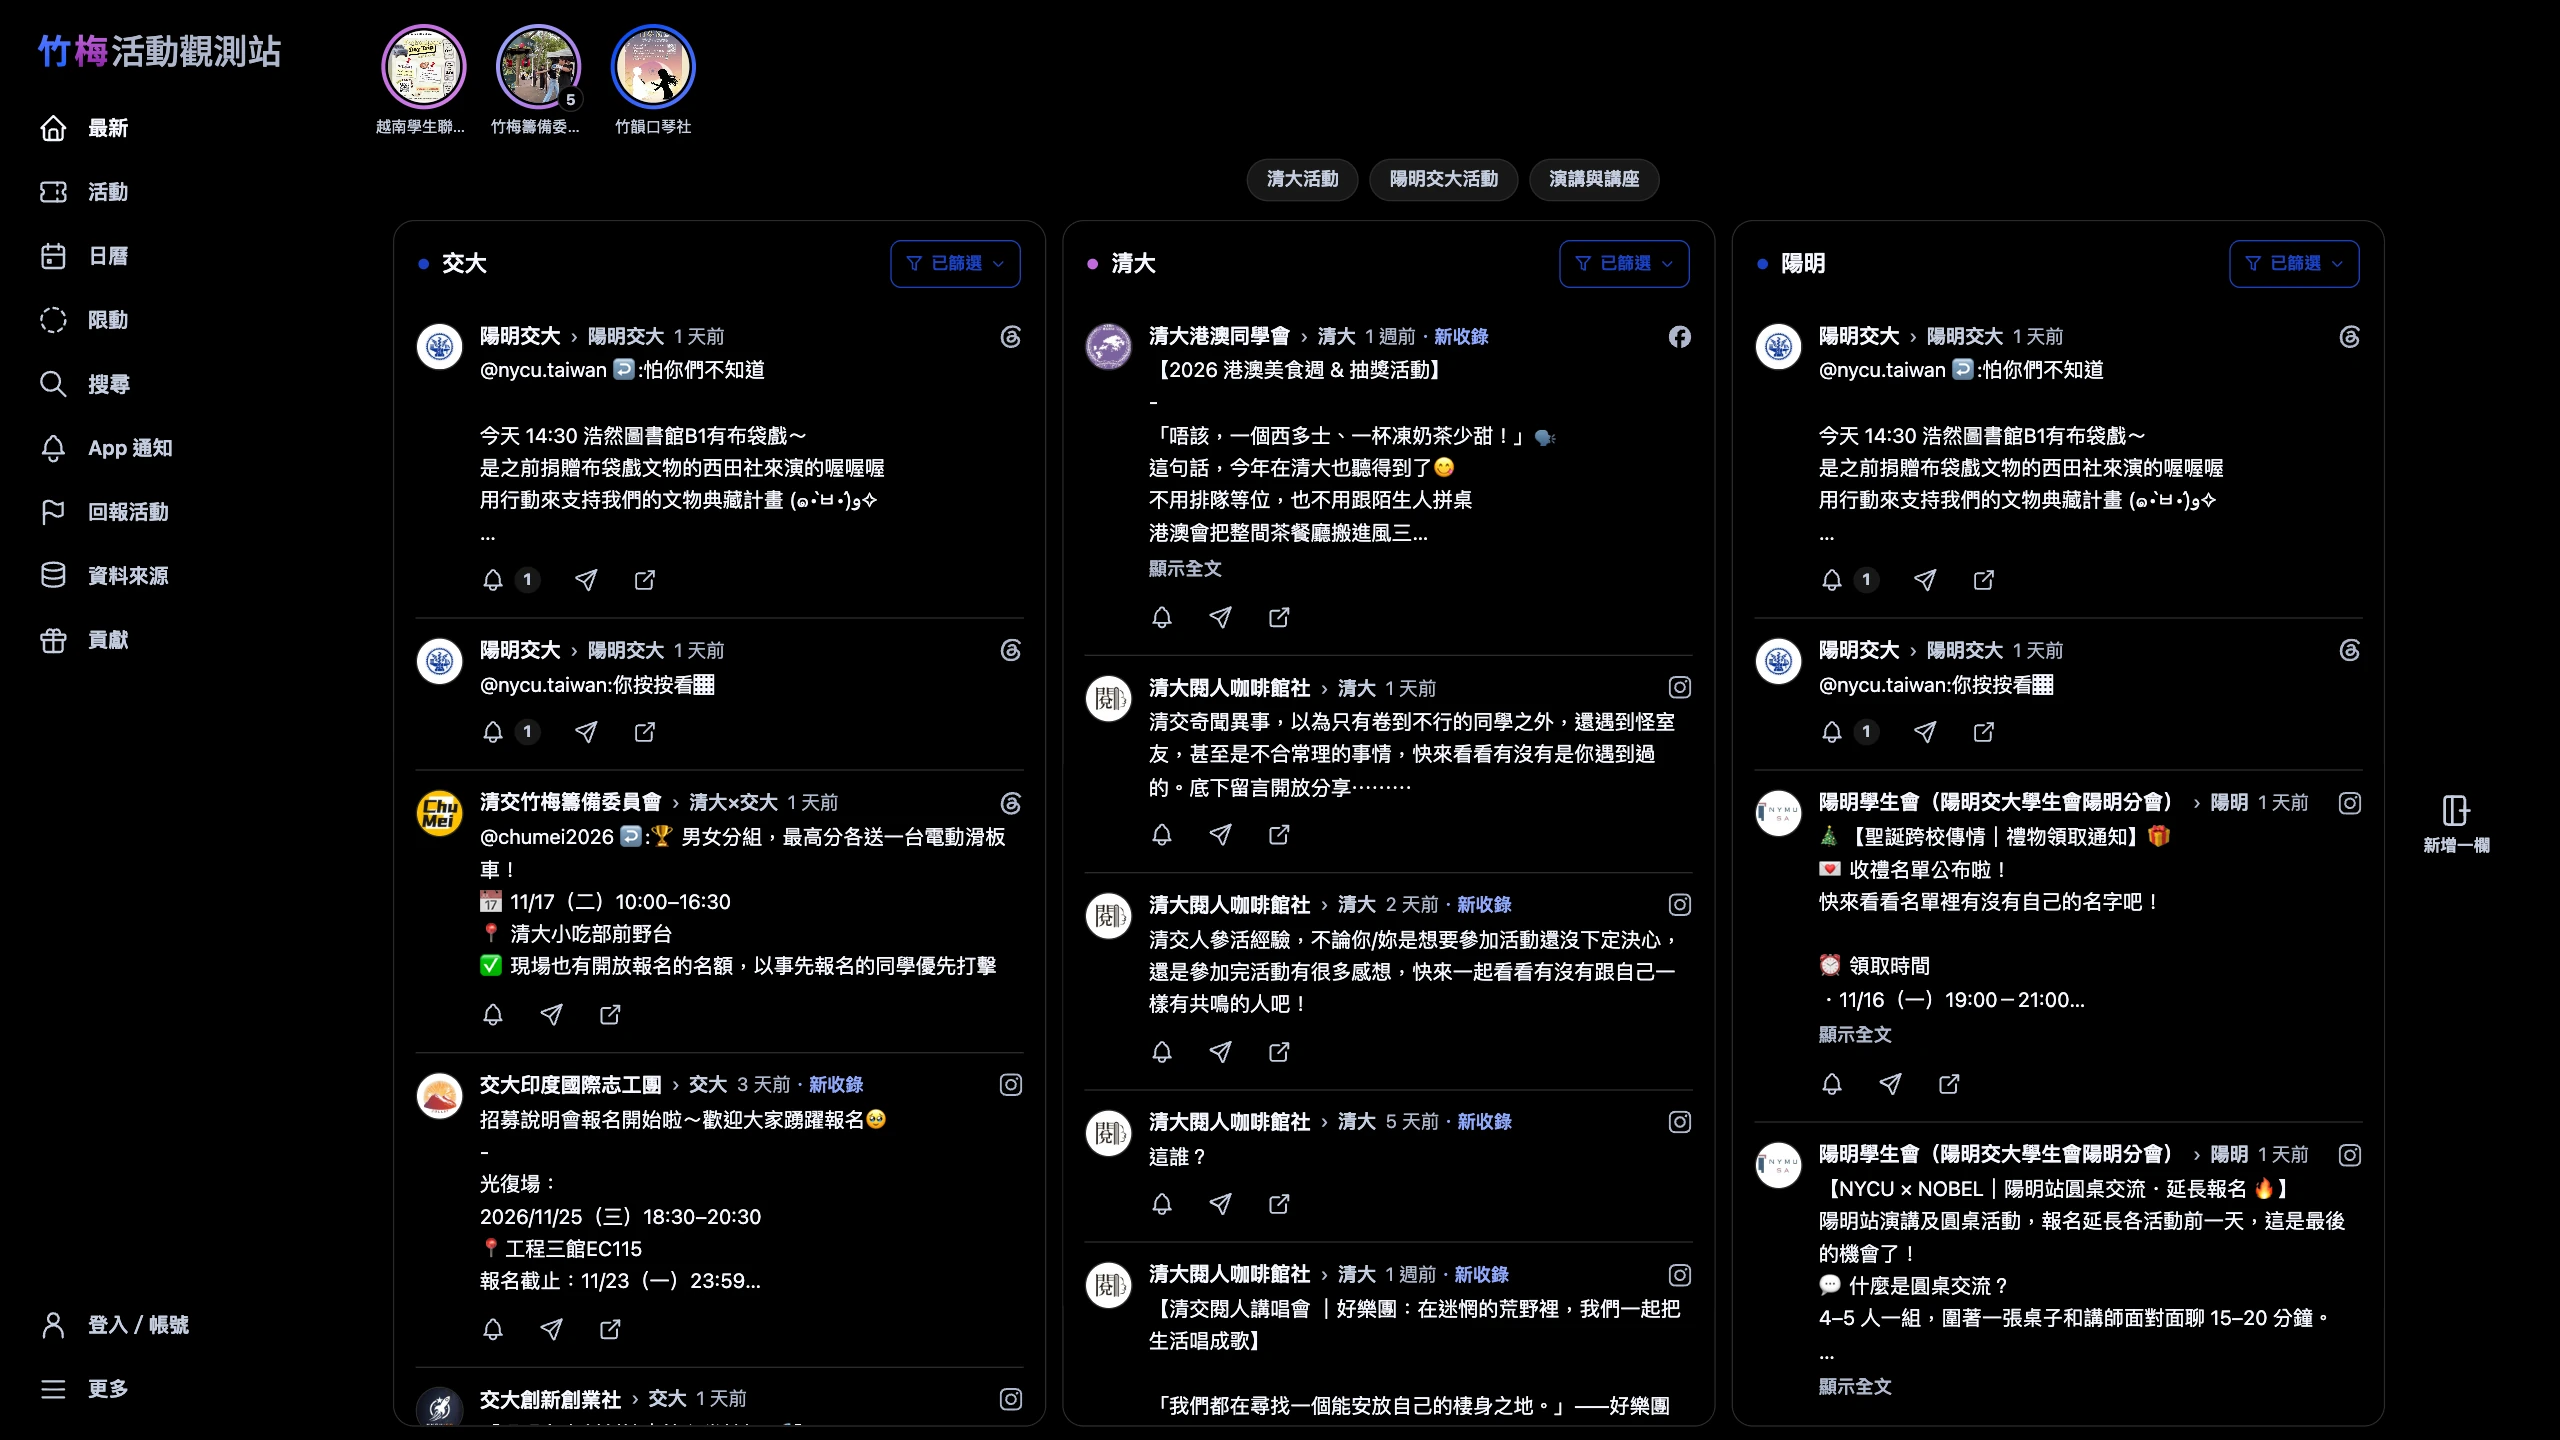 竹梅活動觀測站
最新
活動
日曆
限動
搜尋
App 通知
回報活動
資料來源
貢獻
登入 / 帳號
更多
越南學生聯...
5
竹梅籌備委...
竹韻口琴社
清大活動
陽明交大活動
演講與講座
交大
已篩選
陽明交大 › 陽明交大 1 天前
@nycu.taiwan ↩️:怕你們不知道
今天 14:30 浩然圖書館B1有布袋戲～
是之前捐贈布袋戲文物的西田社來演的喔喔喔
用行動來支持我們的文物典藏計畫 (๑•̀ㅂ•́)و✧
...
1
陽明交大 › 陽明交大 1 天前
@nycu.taiwan:你按按看▦
1
清交竹梅籌備委員會 › 清大×交大 1 天前
@chumei2026 ↩️:🏆 男女分組，最高分各送一台電動滑板
車！
📅 11/17（二）10:00–16:30
📍 清大小吃部前野台
✅ 現場也有開放報名的名額，以事先報名的同學優先打擊
交大印度國際志工團 › 交大 3 天前 · 新收錄
招募說明會報名開始啦～歡迎大家踴躍報名🥹
-
光復場：
2026/11/25（三）18:30–20:30
📍工程三館EC115
報名截止：11/23（一）23:59...
交大創新創業社 › 交大 1 天前
清大
已篩選
清大港澳同學會 › 清大 1 週前 · 新收錄
【2026 港澳美食週 & 抽獎活動】
-
「唔該，一個西多士、一杯凍奶茶少甜！」🗣️
這句話，今年在清大也聽得到了😋
不用排隊等位，也不用跟陌生人拼桌
港澳會把整間茶餐廳搬進風三...
顯示全文
清大閱人咖啡館社 › 清大 1 天前
清交奇聞異事，以為只有卷到不行的同學之外，還遇到怪室
友，甚至是不合常理的事情，快來看看有沒有是你遇到過
的。底下留言開放分享⋯⋯⋯
清大閱人咖啡館社 › 清大 2 天前 · 新收錄
清交人參活經驗，不論你/妳是想要參加活動還沒下定決心，
還是參加完活動有很多感想，快來一起看看有沒有跟自己一
樣有共鳴的人吧！
清大閱人咖啡館社 › 清大 5 天前 · 新收錄
這誰？
清大閱人咖啡館社 › 清大 1 週前 · 新收錄
【清交閱人講唱會 ｜好樂團：在迷惘的荒野裡，我們一起把
生活唱成歌】
「我們都在尋找一個能安放自己的棲身之地。」——好樂團
陽明
已篩選
陽明交大 › 陽明交大 1 天前
@nycu.taiwan ↩️:怕你們不知道
今天 14:30 浩然圖書館B1有布袋戲～
是之前捐贈布袋戲文物的西田社來演的喔喔喔
用行動來支持我們的文物典藏計畫 (๑•̀ㅂ•́)و✧
...
1
陽明交大 › 陽明交大 1 天前
@nycu.taiwan:你按按看▦
1
陽明學生會（陽明交大學生會陽明分會） › 陽明 1 天前
🎄【聖誕跨校傳情｜禮物領取通知】🎁
💌 收禮名單公布啦！
快來看看名單裡有沒有自己的名字吧！
⏰ 領取時間
・11/16（一）19:00－21:00...
顯示全文
陽明學生會（陽明交大學生會陽明分會） › 陽明 1 天前
【NYCU × NOBEL｜陽明站圓桌交流・延長報名🔥】
陽明站演講及圓桌活動，報名延長各活動前一天，這是最後
的機會了！
💬 什麼是圓桌交流？
4–5 人一組，圍著一張桌子和講師面對面聊 15–20 分鐘。
...
顯示全文
新增一欄